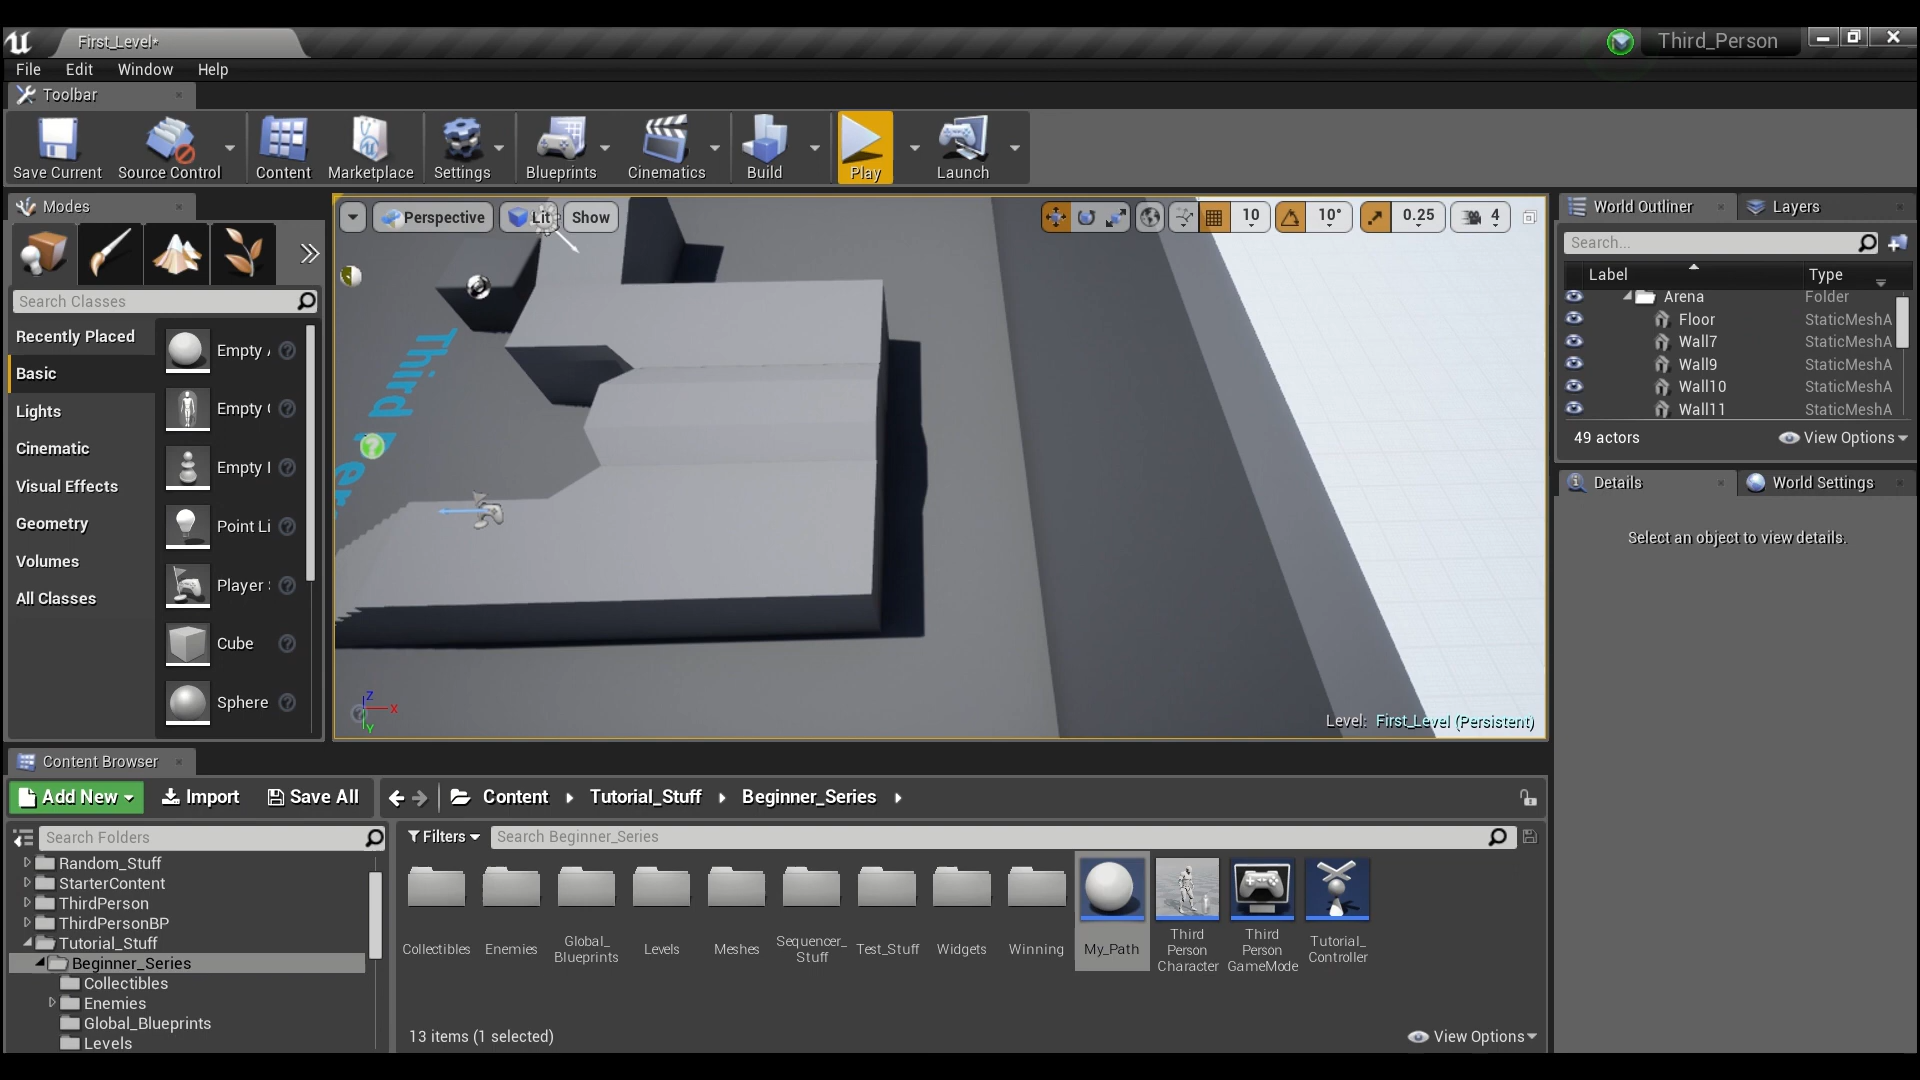 First_Level*
Third_Person
File Edit Window Help
Toolbar
Save Current Source Control Content Marketplace Settings Blueprints Cinematics Build Play Launch
Modes
Search Classes
Recently Placed
Basic
Lights
Cinematic
Visual Effects
Geometry
Volumes
All Classes
Empty
Empty
Empty
Point Li
Player
Cube
Sphere
Perspective Lit Show
10 10° 0.25 4
Third
Z
X
Y
Level: First_Level (Persistent)
World Outliner Layers
Search...
Label Type
Arena Folder
Floor StaticMeshA
Wall7 StaticMeshA
Wall9 StaticMeshA
Wall10 StaticMeshA
Wall11 StaticMeshA
49 actors View Options
Details World Settings
Select an object to view details.
Content Browser
Add New Import Save All Content Tutorial_Stuff Beginner_Series
Search Folders
Filters Search Beginner_Series
Random_Stuff
StarterContent
ThirdPerson
ThirdPersonBP
Tutorial_Stuff
Beginner_Series
Collectibles
Enemies
Global_Blueprints
Levels
Collectibles
Enemies
Global_
Blueprints
Levels
Meshes
Sequencer_
Stuff
Test_Stuff
Widgets
Winning
My_Path
Third
Person
Character
Third
Person
GameMode
Tutorial_
Controller
13 items (1 selected) View Options